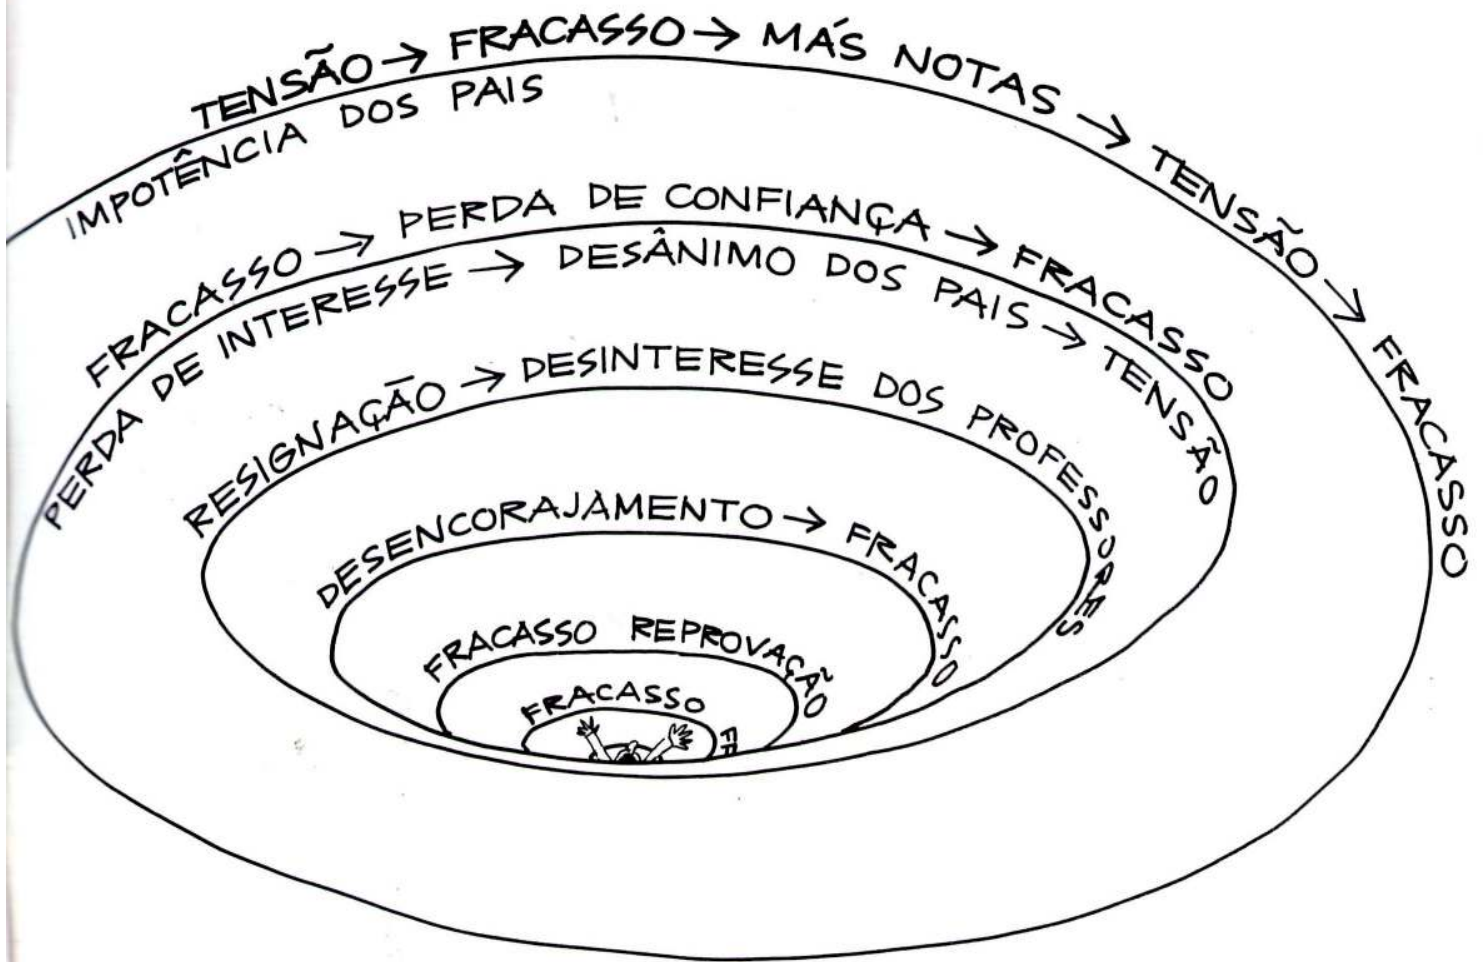 TENSÃO → FRACASSO → MÁS NOTAS → TENSÃO → FRACASSO
IMPOTÊNCIA DOS PAIS
FRACASSO → PERDA DE CONFIANÇA → FRACASSO
PERDA DE INTERESSE → DESÂNIMO DOS PAIS → TENSÃO
RESIGNAÇÃO → DESINTERESSE DOS PROFESSORES
DESENCORAJAMENTO → FRACASSO
FRACASSO REPROVAÇÃO
FRACASSO FR